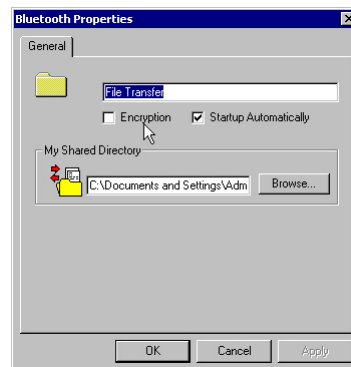 Bluetooth Properties
General
File Transfer
Encryption Startup Automatically
My Shared Directory
C:\Documents and Settings\Adm Browse...
OK Cancel Apply